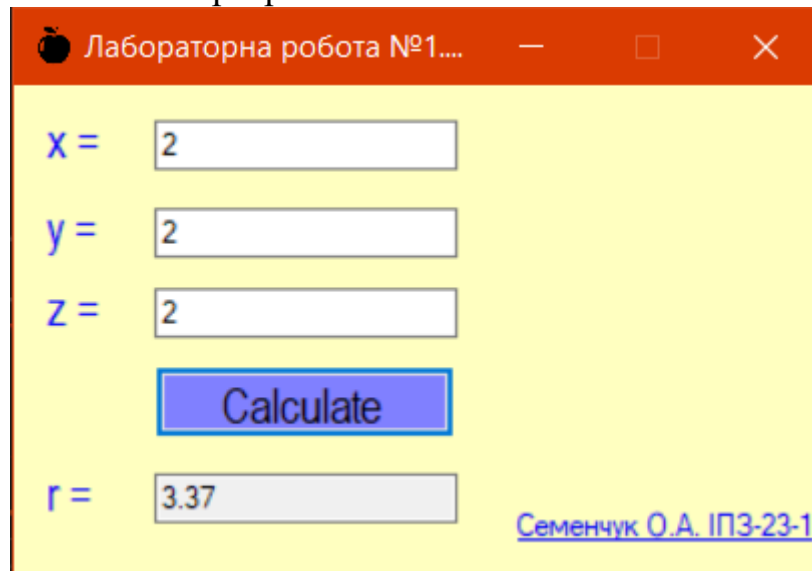 Лабораторна робота №1....
x =
2
y =
2
z =
2
Calculate
r =
3.37
Семенчук О.А. ІПЗ-23-1